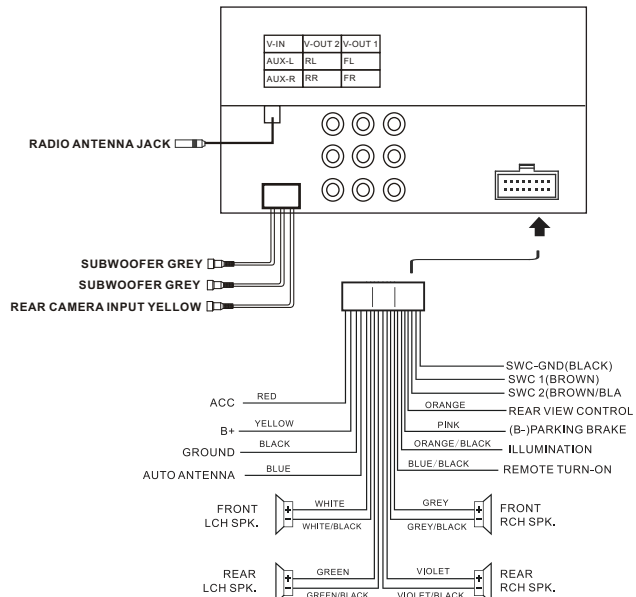 V-IN V-OUT 2 V-OUT 1
AUX-L RL FL
AUX-R RR FR
RADIO ANTENNA JACK
SUBWOOFER GREY
SUBWOOFER GREY
REAR CAMERA INPUT YELLOW
SWC-GND(BLACK)
SWC 1(BROWN)
SWC 2(BROWN/BLA
ACC RED
ORANGE REAR VIEW CONTROL
B+ YELLOW
PINK (B-)PARKING BRAKE
GROUND BLACK
ORANGE/BLACK ILLUMINATION
AUTO ANTENNA BLUE
BLUE/BLACK REMOTE TURN-ON
FRONT
LCH SPK.
+ WHITE
- WHITE/BLACK
GREY +
GREY/BLACK -
FRONT
RCH SPK.
REAR
LCH SPK.
+ GREEN
- GREEN/BLACK
VIOLET +
VIOLET/BLACK -
REAR
RCH SPK.